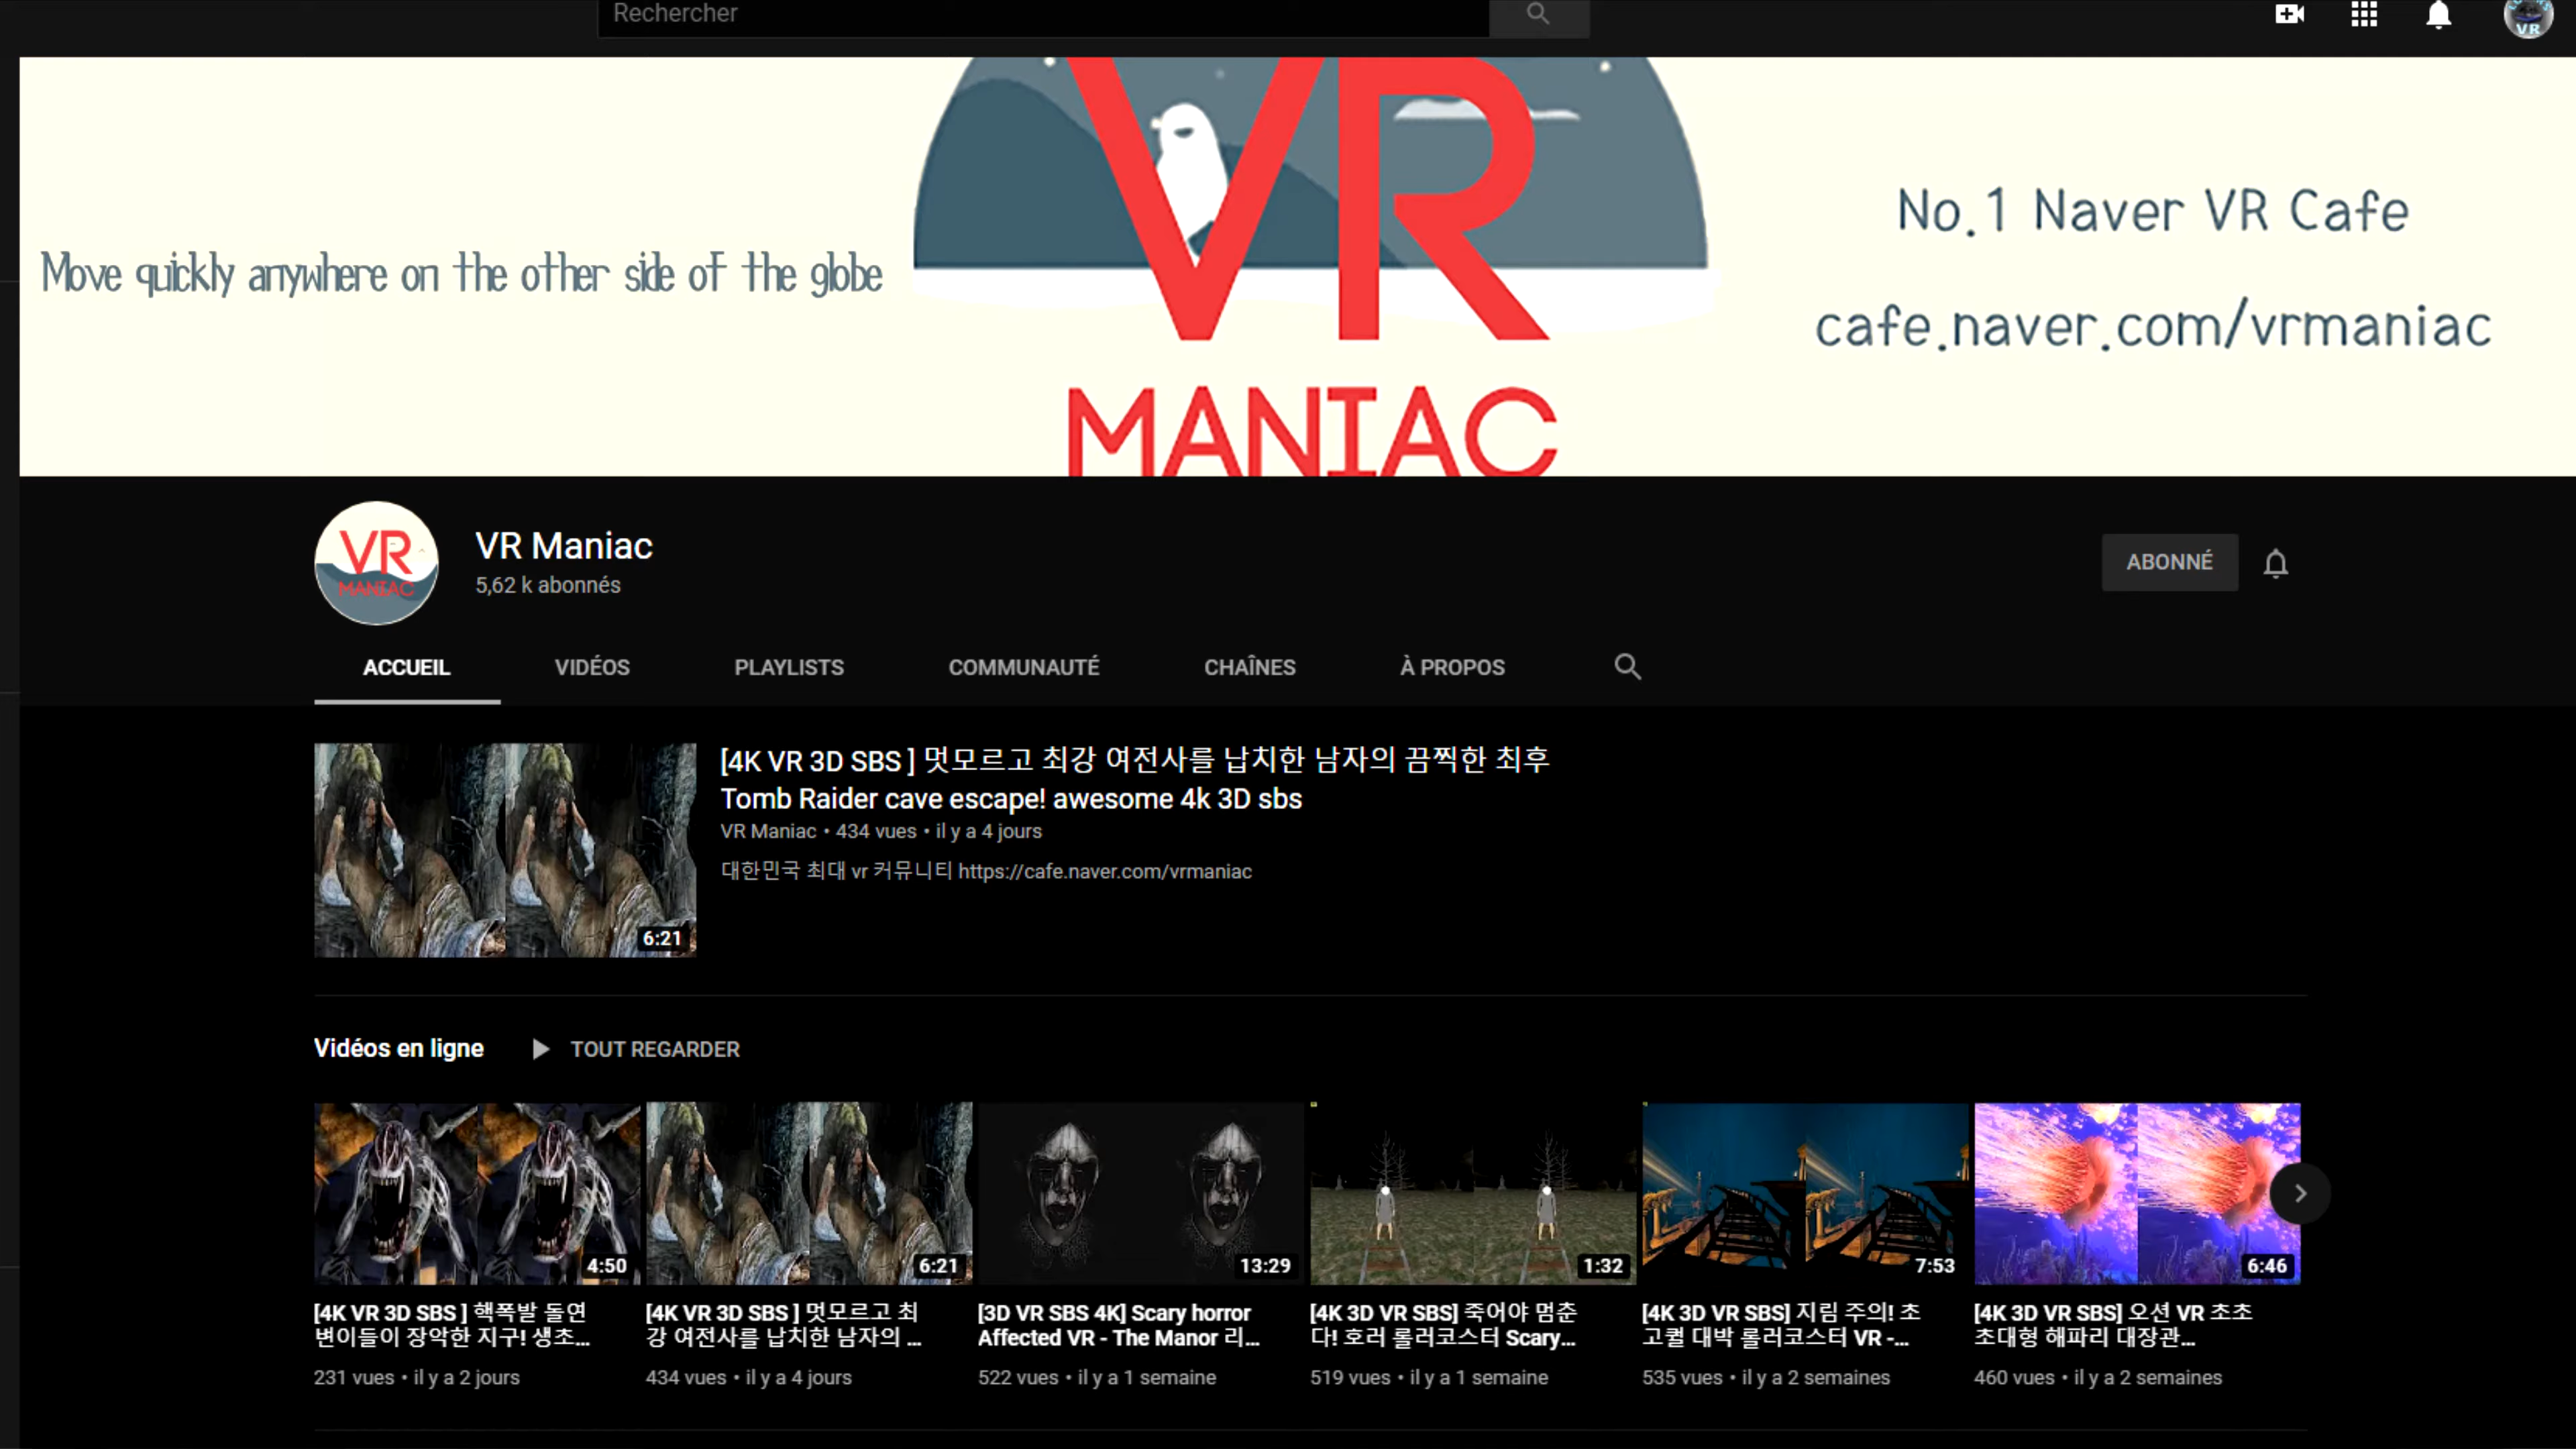 Rechercher
VR
Move quickly anywhere on the other side of the globe
VR
No.1 Naver VR Cafe
cafe.naver.com/vrmaniac
MANIAC
VR
MANIAC
VR Maniac
5,62 k abonnés
ABONNÉ
ACCUEIL
VIDÉOS
PLAYLISTS
COMMUNAUTÉ
CHAÎNES
À PROPOS
[4K VR 3D SBS ] 멋모르고 최강 여전사를 납치한 남자의 끔찍한 최후
Tomb Raider cave escape! awesome 4k 3D sbs
VR Maniac • 434 vues • il y a 4 jours
대한민국 최대 vr 커뮤니티 https://cafe.naver.com/vrmaniac
6:21
Vidéos en ligne
TOUT REGARDER
4:50
6:21
13:29
1:32
7:53
6:46
[4K VR 3D SBS ] 핵폭발 돌연
변이들이 장악한 지구! 생초...
231 vues • il y a 2 jours
[4K VR 3D SBS ] 멋모르고 최
강 여전사를 납치한 남자의 ...
434 vues • il y a 4 jours
[3D VR SBS 4K] Scary horror
Affected VR - The Manor 리...
522 vues • il y a 1 semaine
[4K 3D VR SBS] 죽어야 멈춘
다! 호러 롤러코스터 Scary...
519 vues • il y a 1 semaine
[4K 3D VR SBS] 지림 주의! 초
고퀄 대박 롤러코스터 VR -...
535 vues • il y a 2 semaines
[4K 3D VR SBS] 오션 VR 초초
초대형 해파리 대장관...
460 vues • il y a 2 semaines